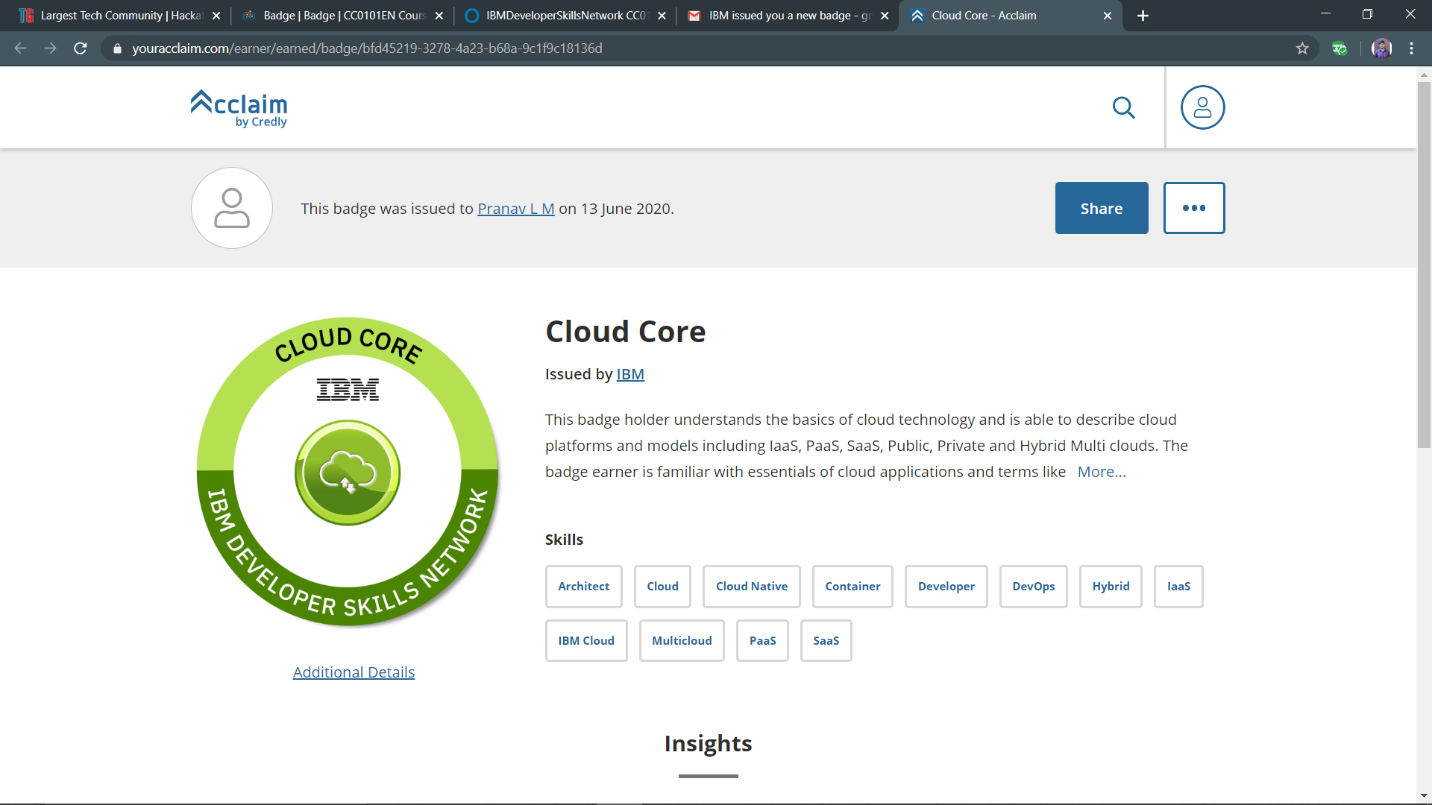 Largest Tech Community | Hacka
Badge | Badge | CC0101EN Cours
IBMDeveloperSkillsNetwork CC01
IBM issued you a new badge - gr
Cloud Core - Acclaim
youracclaim.com/earner/earned/badge/bfd45219-3278-4a23-b68a-9c1f9c18136d
Acclaim
by Credly
This badge was issued to Pranav L M on 13 June 2020.
Share
CLOUD CORE
IBM
IBM DEVELOPER SKILLS NETWORK
Additional Details
Cloud Core
Issued by IBM
This badge holder understands the basics of cloud technology and is able to describe cloud
platforms and models including IaaS, PaaS, SaaS, Public, Private and Hybrid Multi clouds. The
badge earner is familiar with essentials of cloud applications and terms like More...
Skills
Architect Cloud Cloud Native Container Developer DevOps Hybrid IaaS
IBM Cloud Multicloud PaaS SaaS
Insights